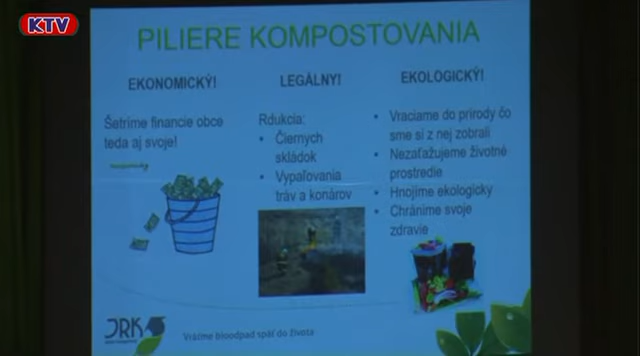 KTV
PILIERE KOMPOSTOVANIA
EKONOMICKÝ!
Šetríme financie obce
teda aj svoje!
LEGÁLNY!
Rdukcia:
• Čiernych
skládok
• Vypaľovania
tráv a konárov
EKOLOGICKÝ!
• Vraciame do prírody čo
sme si z nej zobrali
• Nezaťažujeme životné
prostredie
• Hnojíme ekologicky
• Chránime svoje
zdravie
JRK
Vráťme bioodpad späť do života